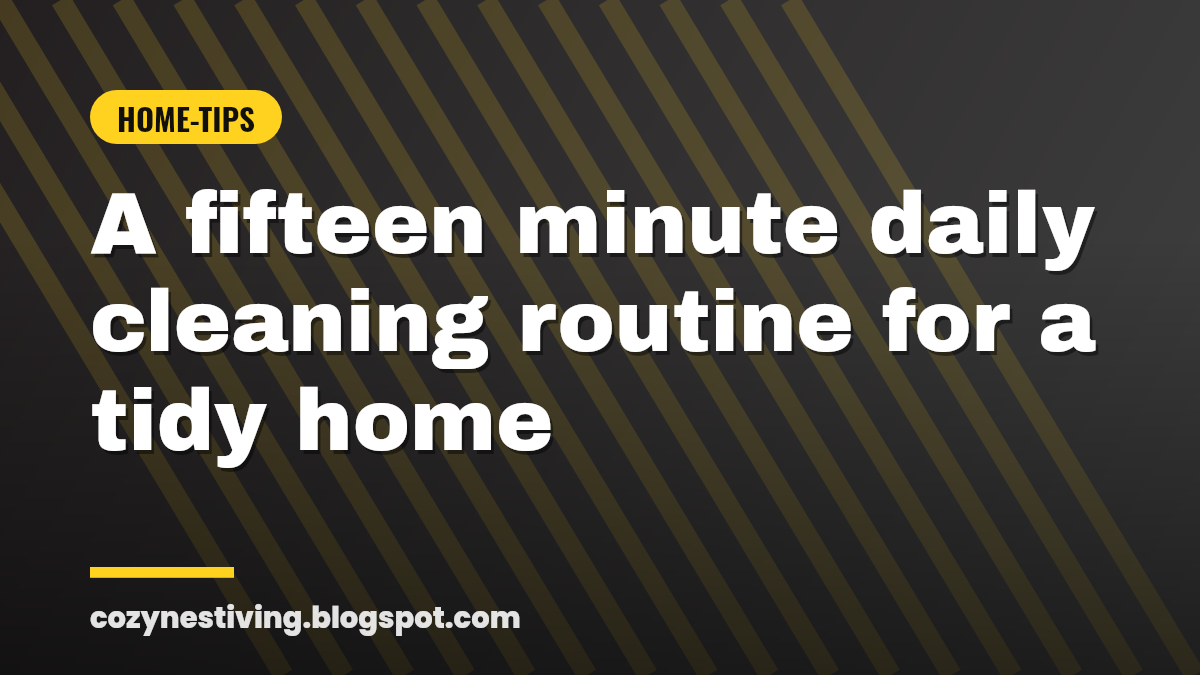 HOME-TIPS
A fifteen minute daily
cleaning routine for a
tidy home
cozynestiving.blogspot.com